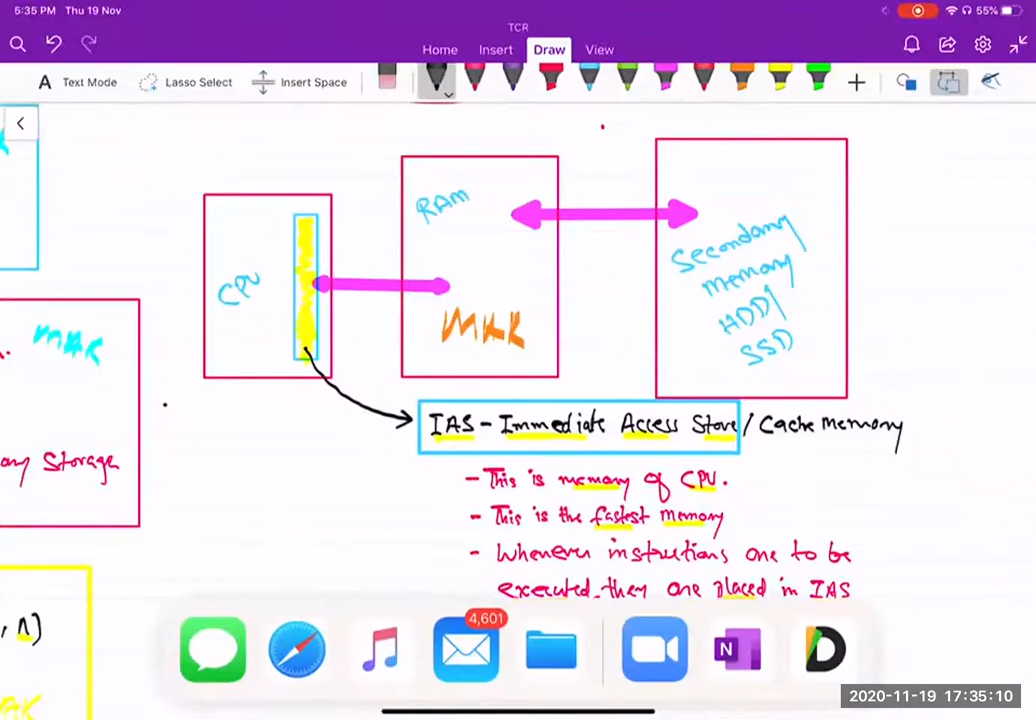 5:35 PM Thu 19 Nov
55%
TCR
Home Insert Draw View
A Text Mode Lasso Select Insert Space
RAM
CPU
MAK
Secondary
memory
HDD/
SSD
MAK
IAS - Immediate Access Store / Cache Memory
ary Storage
- This is memory of CPU.
- This is the fastest memory
- Whenever instructions are to be
executed, they are placed in IAS
4,601
N
2020-11-19 17:35:10